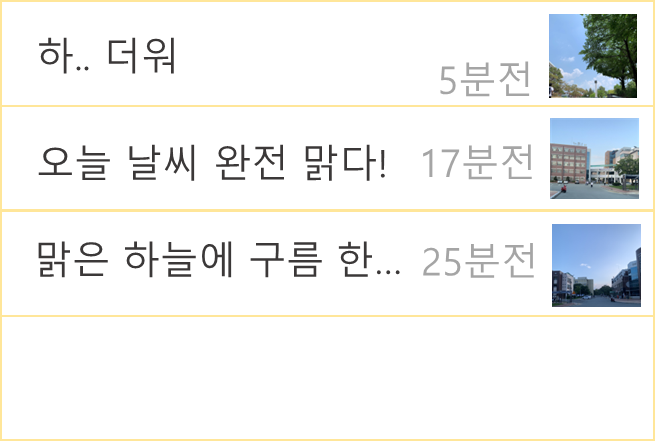 하.. 더워
5분전
오늘 날씨 완전 맑다!
17분전
맑은 하늘에 구름 한...
25분전